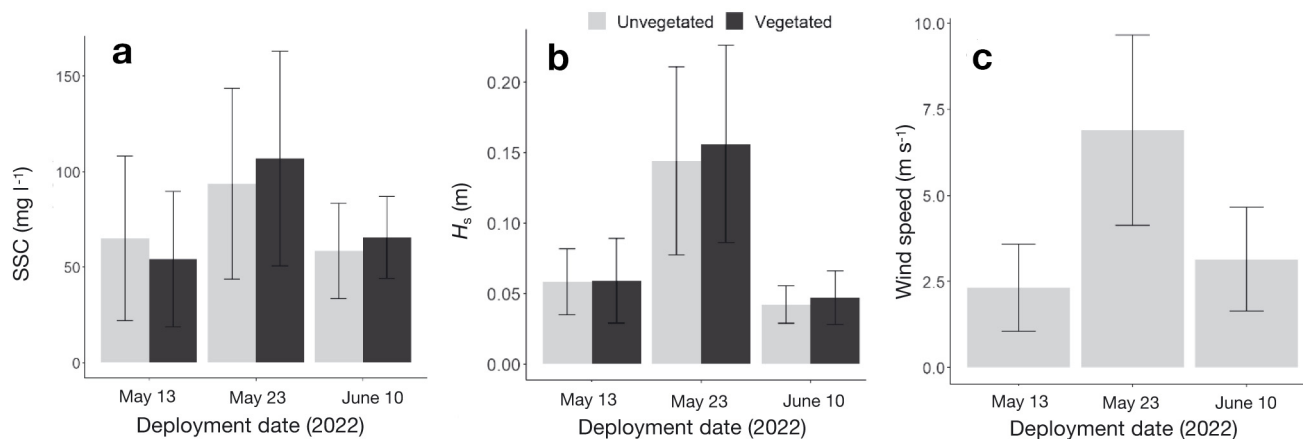 Unvegetated Vegetated
a
150
100
50
0
SSC (mg l⁻¹)
May 13 May 23 June 10
Deployment date (2022)
b
0.20
0.15
0.10
0.05
0.00
Hs (m)
May 13 May 23 June 10
Deployment date (2022)
c
10.0
7.5
5.0
2.5
0.0
Wind speed (m s⁻¹)
May 13 May 23 June 10
Deployment date (2022)